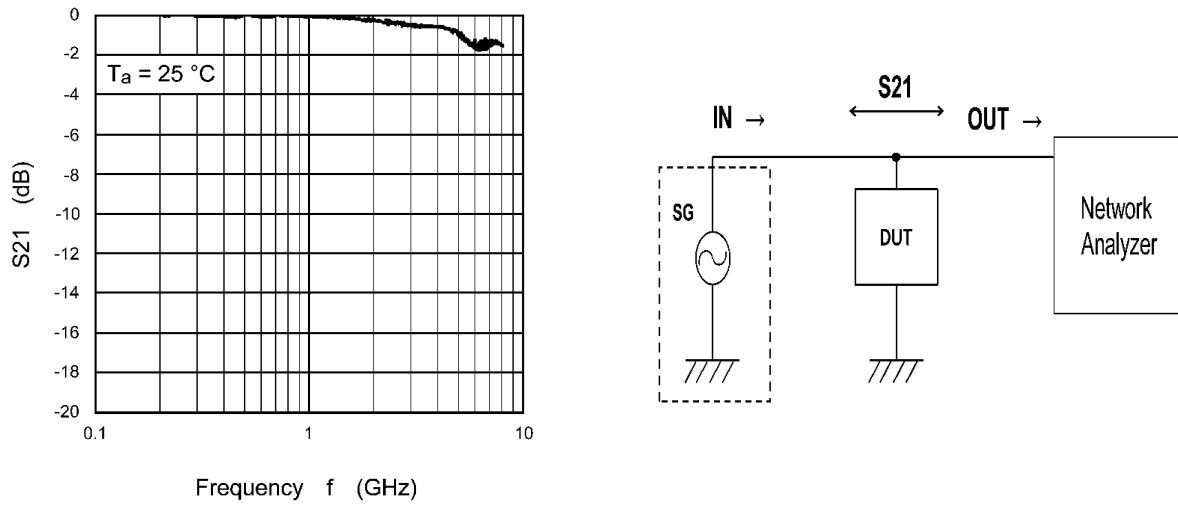 0
-2
-4
-6
-8
-10
-12
-14
-16
-18
-20
Ta = 25 °C
S21 (dB)
0.1
1
10
Frequency f (GHz)
S21
IN →
OUT →
SG
DUT
Network
Analyzer